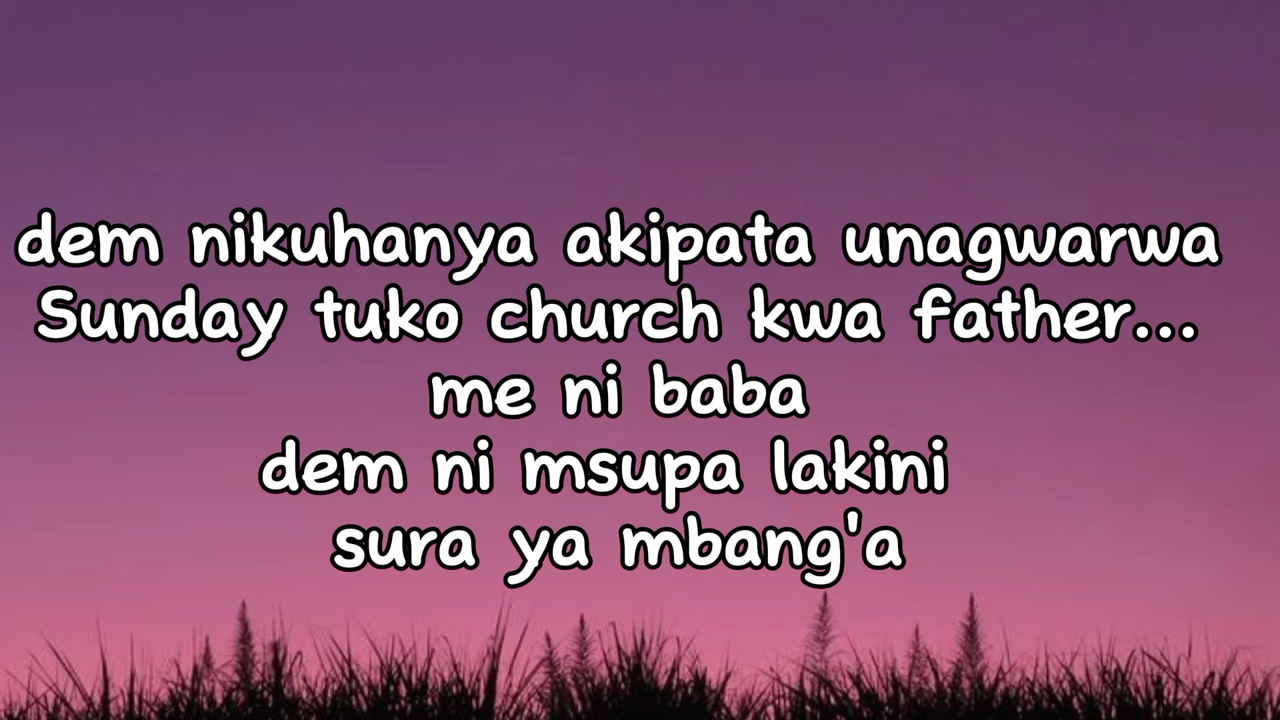 dem nikuhanya akipata unagwarwa
Sunday tuko church kwa father...
me ni baba
dem ni msupa lakini
sura ya mbang'a